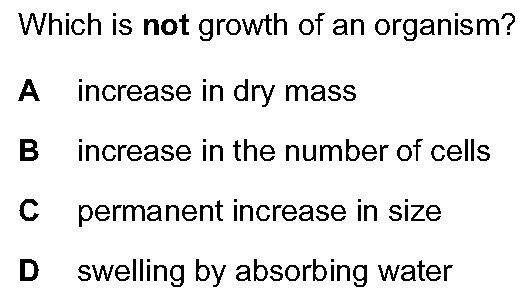 Which is not growth of an organism?
A increase in dry mass
B increase in the number of cells
C permanent increase in size
D swelling by absorbing water